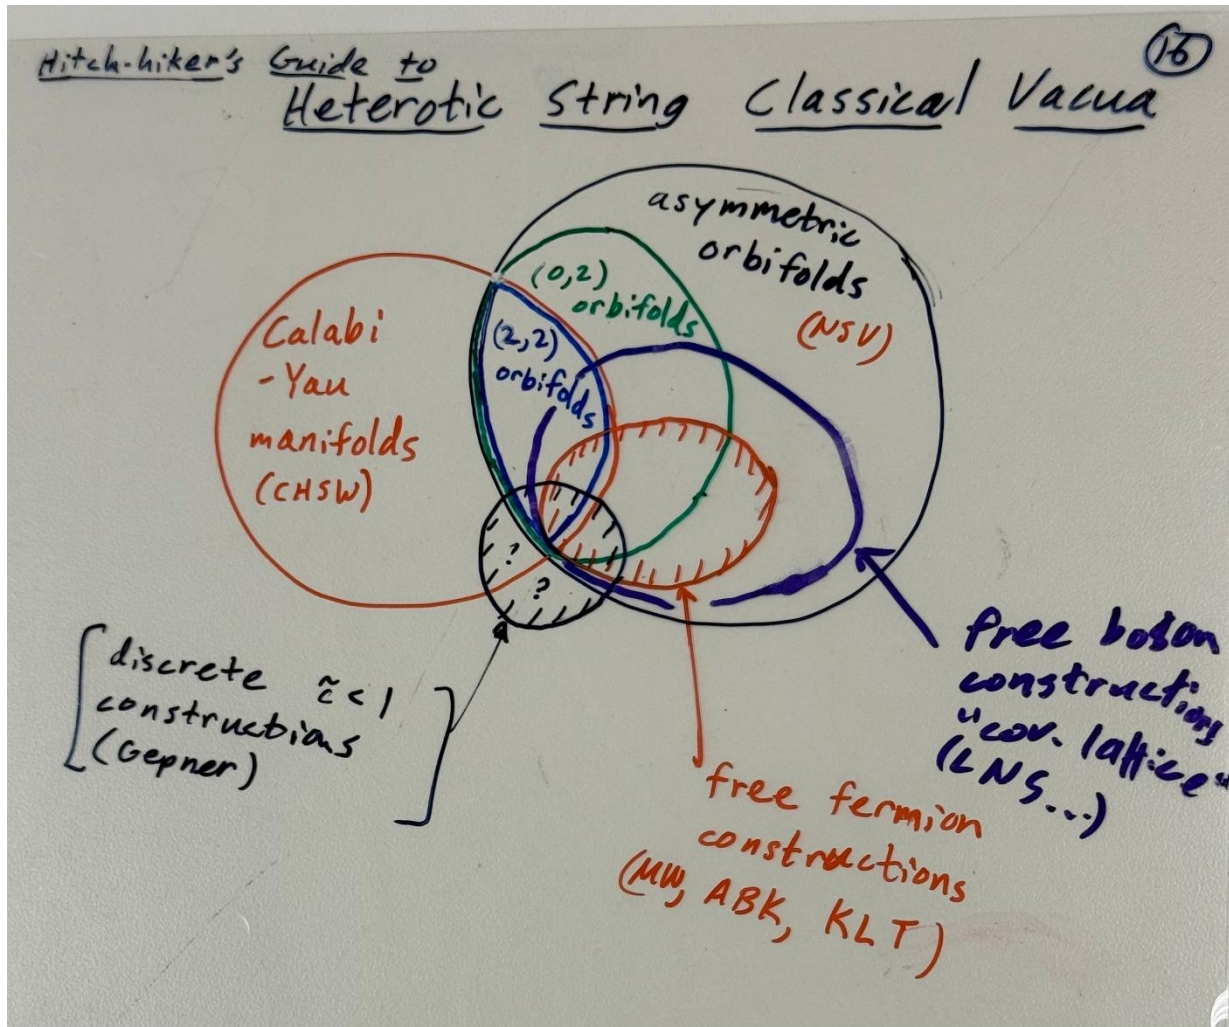 Hitch-hiker's Guide to
16
Heterotic String Classical Vacua
asymmetric
orbifolds
(NSV)
(0,2)
orbifolds
(2,2)
orbifolds
Calabi
-Yau
manifolds
(CHSW)
?
?
discrete c̃ < 1
constructions
(Gepner)
free boson
constructions
"cov. lattice"
(LNS...)
free fermion
constructions
(MW, ABK, KLT)